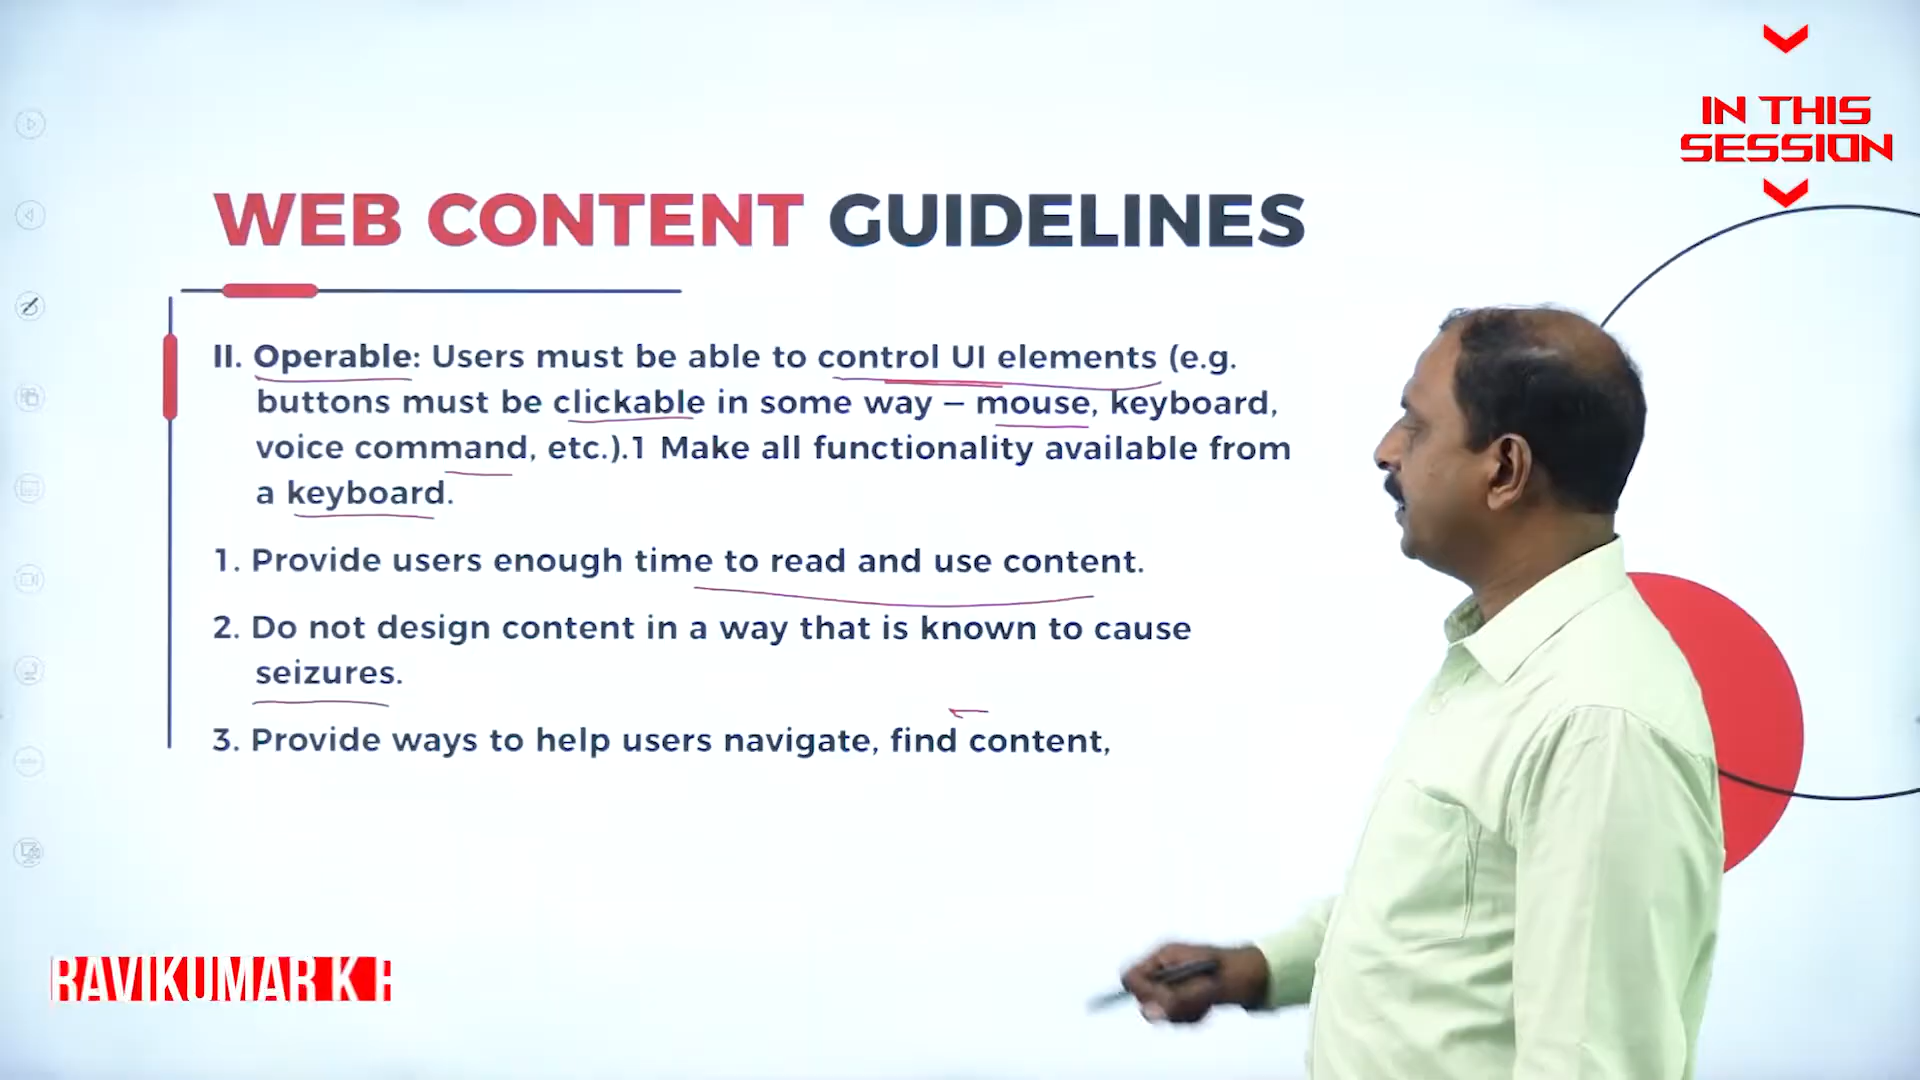 IN THIS
SESSION
WEB CONTENT GUIDELINES
II. Operable: Users must be able to control UI elements (e.g.
buttons must be clickable in some way – mouse, keyboard,
voice command, etc.).1 Make all functionality available from
a keyboard.
1. Provide users enough time to read and use content.
2. Do not design content in a way that is known to cause
seizures.
3. Provide ways to help users navigate, find content,
RAVIKUMAR K